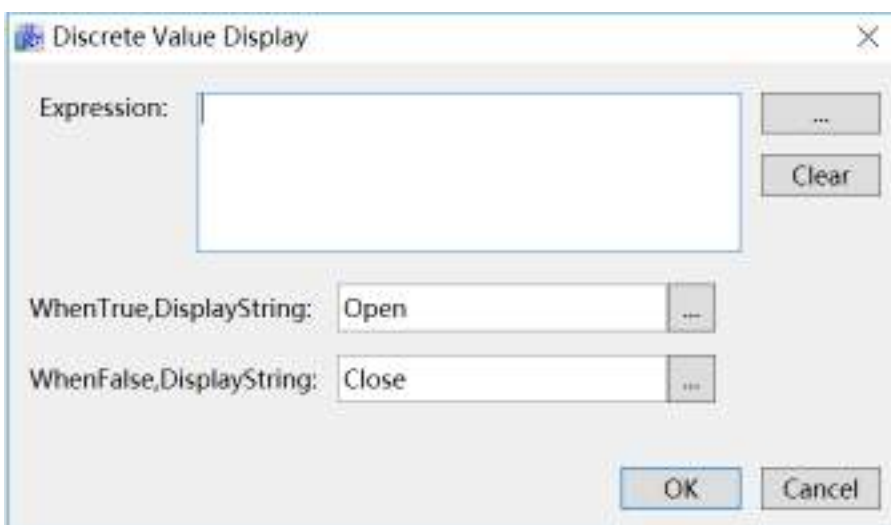 Discrete Value Display
Expression:
...
Clear
WhenTrue,DisplayString: Open ...
WhenFalse,DisplayString: Close ...
OK Cancel